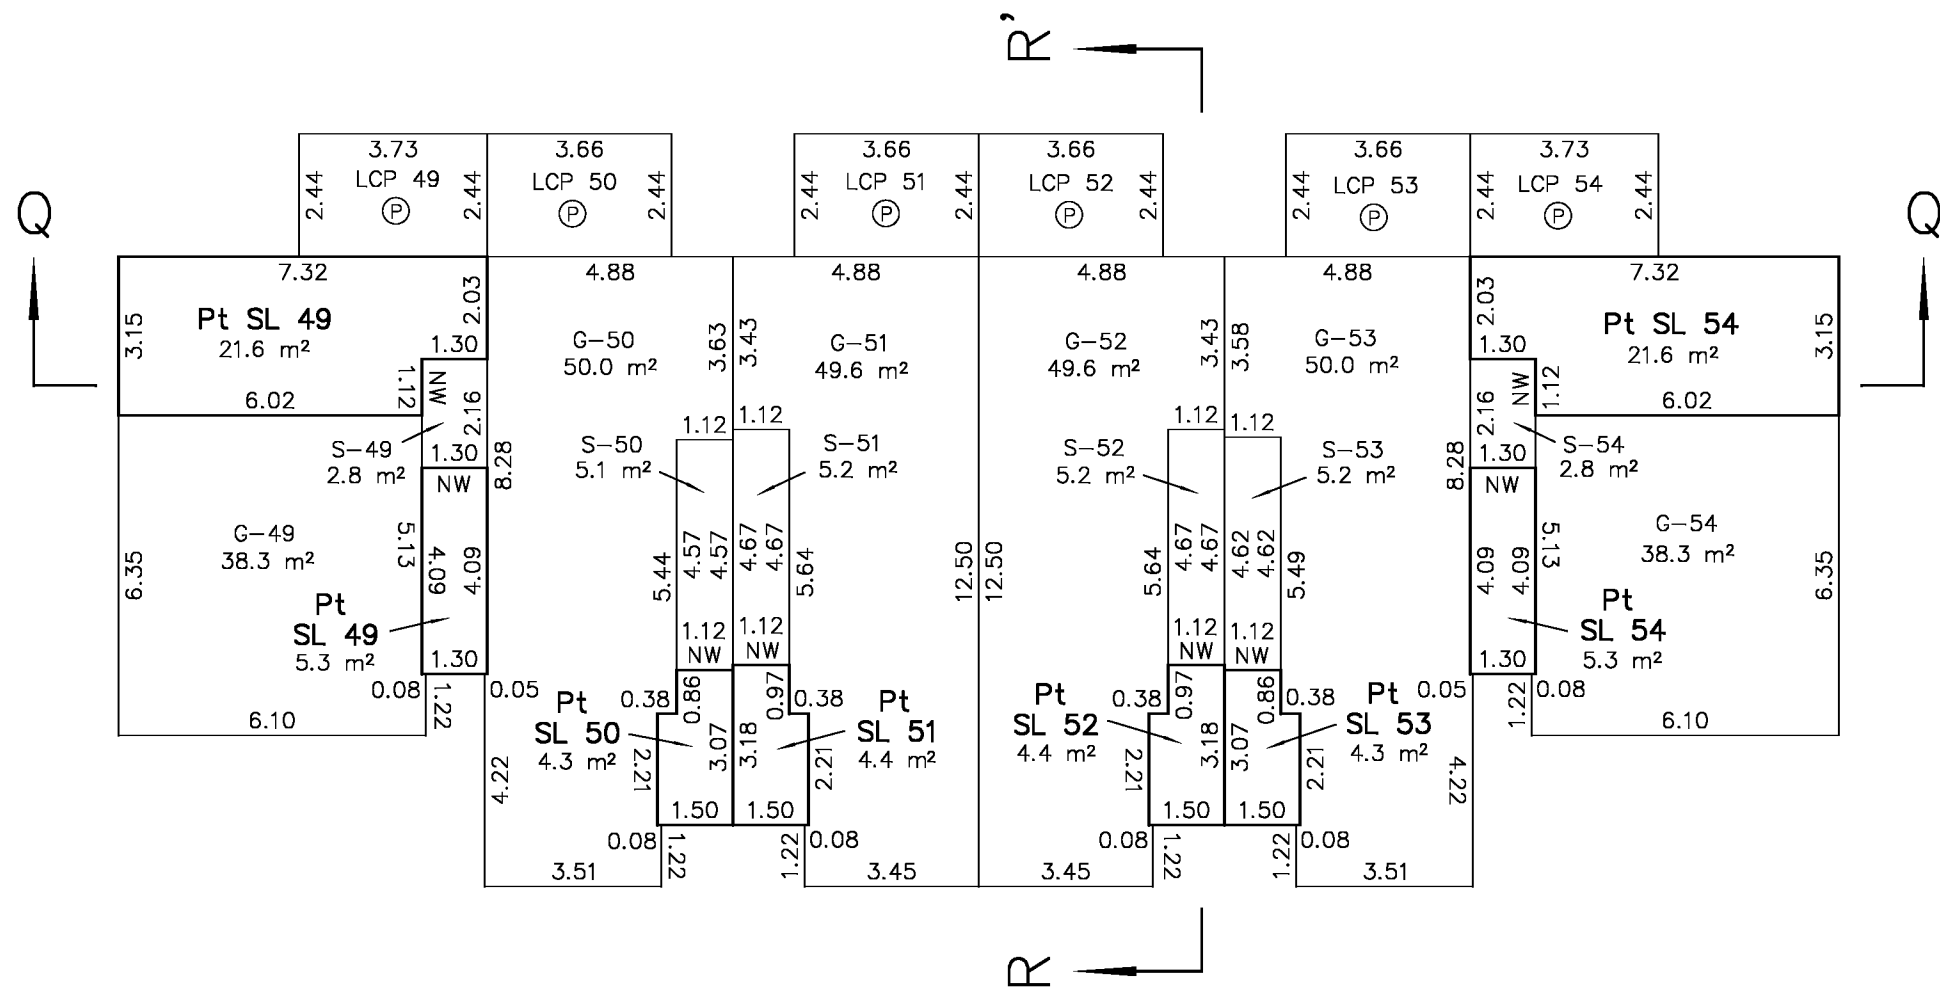 R'
3.73 3.66 3.66 3.66 3.66 3.73
LCP 49 LCP 50 LCP 51 LCP 52 LCP 53 LCP 54
2.44 2.44 2.44 2.44 2.44 2.44 2.44 2.44 2.44
P P P P P P
Q Q
7.32 4.88 4.88 4.88 4.88 7.32
Pt SL 49
21.6 m²
3.15 2.03
1.30
1.12
NW
6.02
2.16
S-49
2.8 m²
1.30
NW
8.28
G-49
38.3 m²
6.35
5.13
4.09 4.09
Pt
SL 49
5.3 m²
1.30
0.08 1.22 0.05
6.10
G-50
50.0 m²
3.63
1.12
S-50
5.1 m²
4.57 4.57
5.44
1.12
NW
Pt
SL 50
4.3 m²
0.38 0.86
3.07
2.21
1.50
4.22
0.08 1.22
3.51
G-51
49.6 m²
3.43
1.12
S-51
5.2 m²
4.67 4.67
5.64
1.12
Pt
SL 51
4.4 m²
0.97 0.38
3.18
2.21
1.50
1.22 0.08
3.45
12.50 12.50
G-52
49.6 m²
3.43
1.12
S-52
5.2 m²
4.67 4.67
5.64
1.12
NW
Pt
SL 52
4.4 m²
0.38 0.97
3.18
2.21
1.50
0.08 1.22
3.45
G-53
50.0 m²
3.58
1.12
S-53
5.2 m²
4.62 4.62
5.49
1.12
Pt
SL 53
4.3 m²
0.86 0.38
3.07
2.21
1.50
4.22
1.22 0.08
3.51
Pt SL 54
21.6 m²
2.03 3.15
1.30
1.12
NW
6.02
2.16
S-54
2.8 m²
1.30
NW
8.28
G-54
38.3 m²
6.35
5.13
4.09 4.09
Pt
SL 54
5.3 m²
1.30
0.05 1.22 0.08
6.10
R